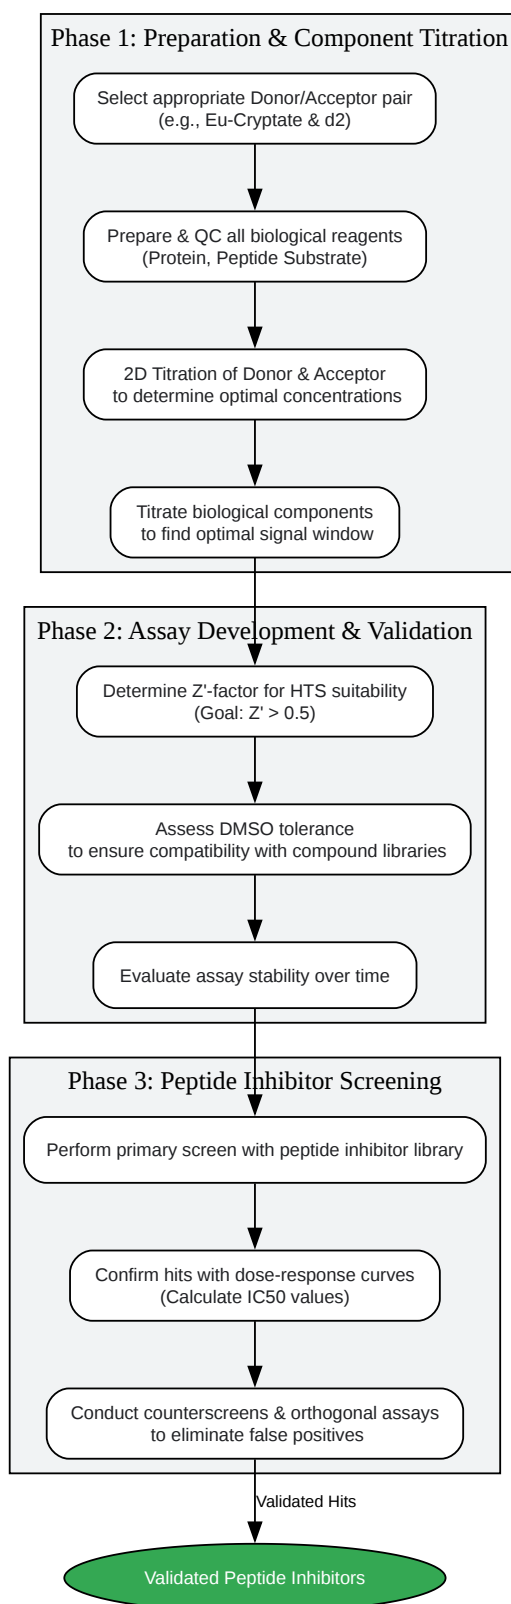 Phase 1: Preparation & Component Titration
Select appropriate Donor/Acceptor pair
(e.g., Eu-Cryptate & d2)
Prepare & QC all biological reagents
(Protein, Peptide Substrate)
2D Titration of Donor & Acceptor
to determine optimal concentrations
Titrate biological components
to find optimal signal window
Phase 2: Assay Development & Validation
Determine Z'-factor for HTS suitability
(Goal: Z' > 0.5)
Assess DMSO tolerance
to ensure compatibility with compound libraries
Evaluate assay stability over time
Phase 3: Peptide Inhibitor Screening
Perform primary screen with peptide inhibitor library
Confirm hits with dose-response curves
(Calculate IC50 values)
Conduct counterscreens & orthogonal assays
to eliminate false positives
Validated Hits
Validated Peptide Inhibitors